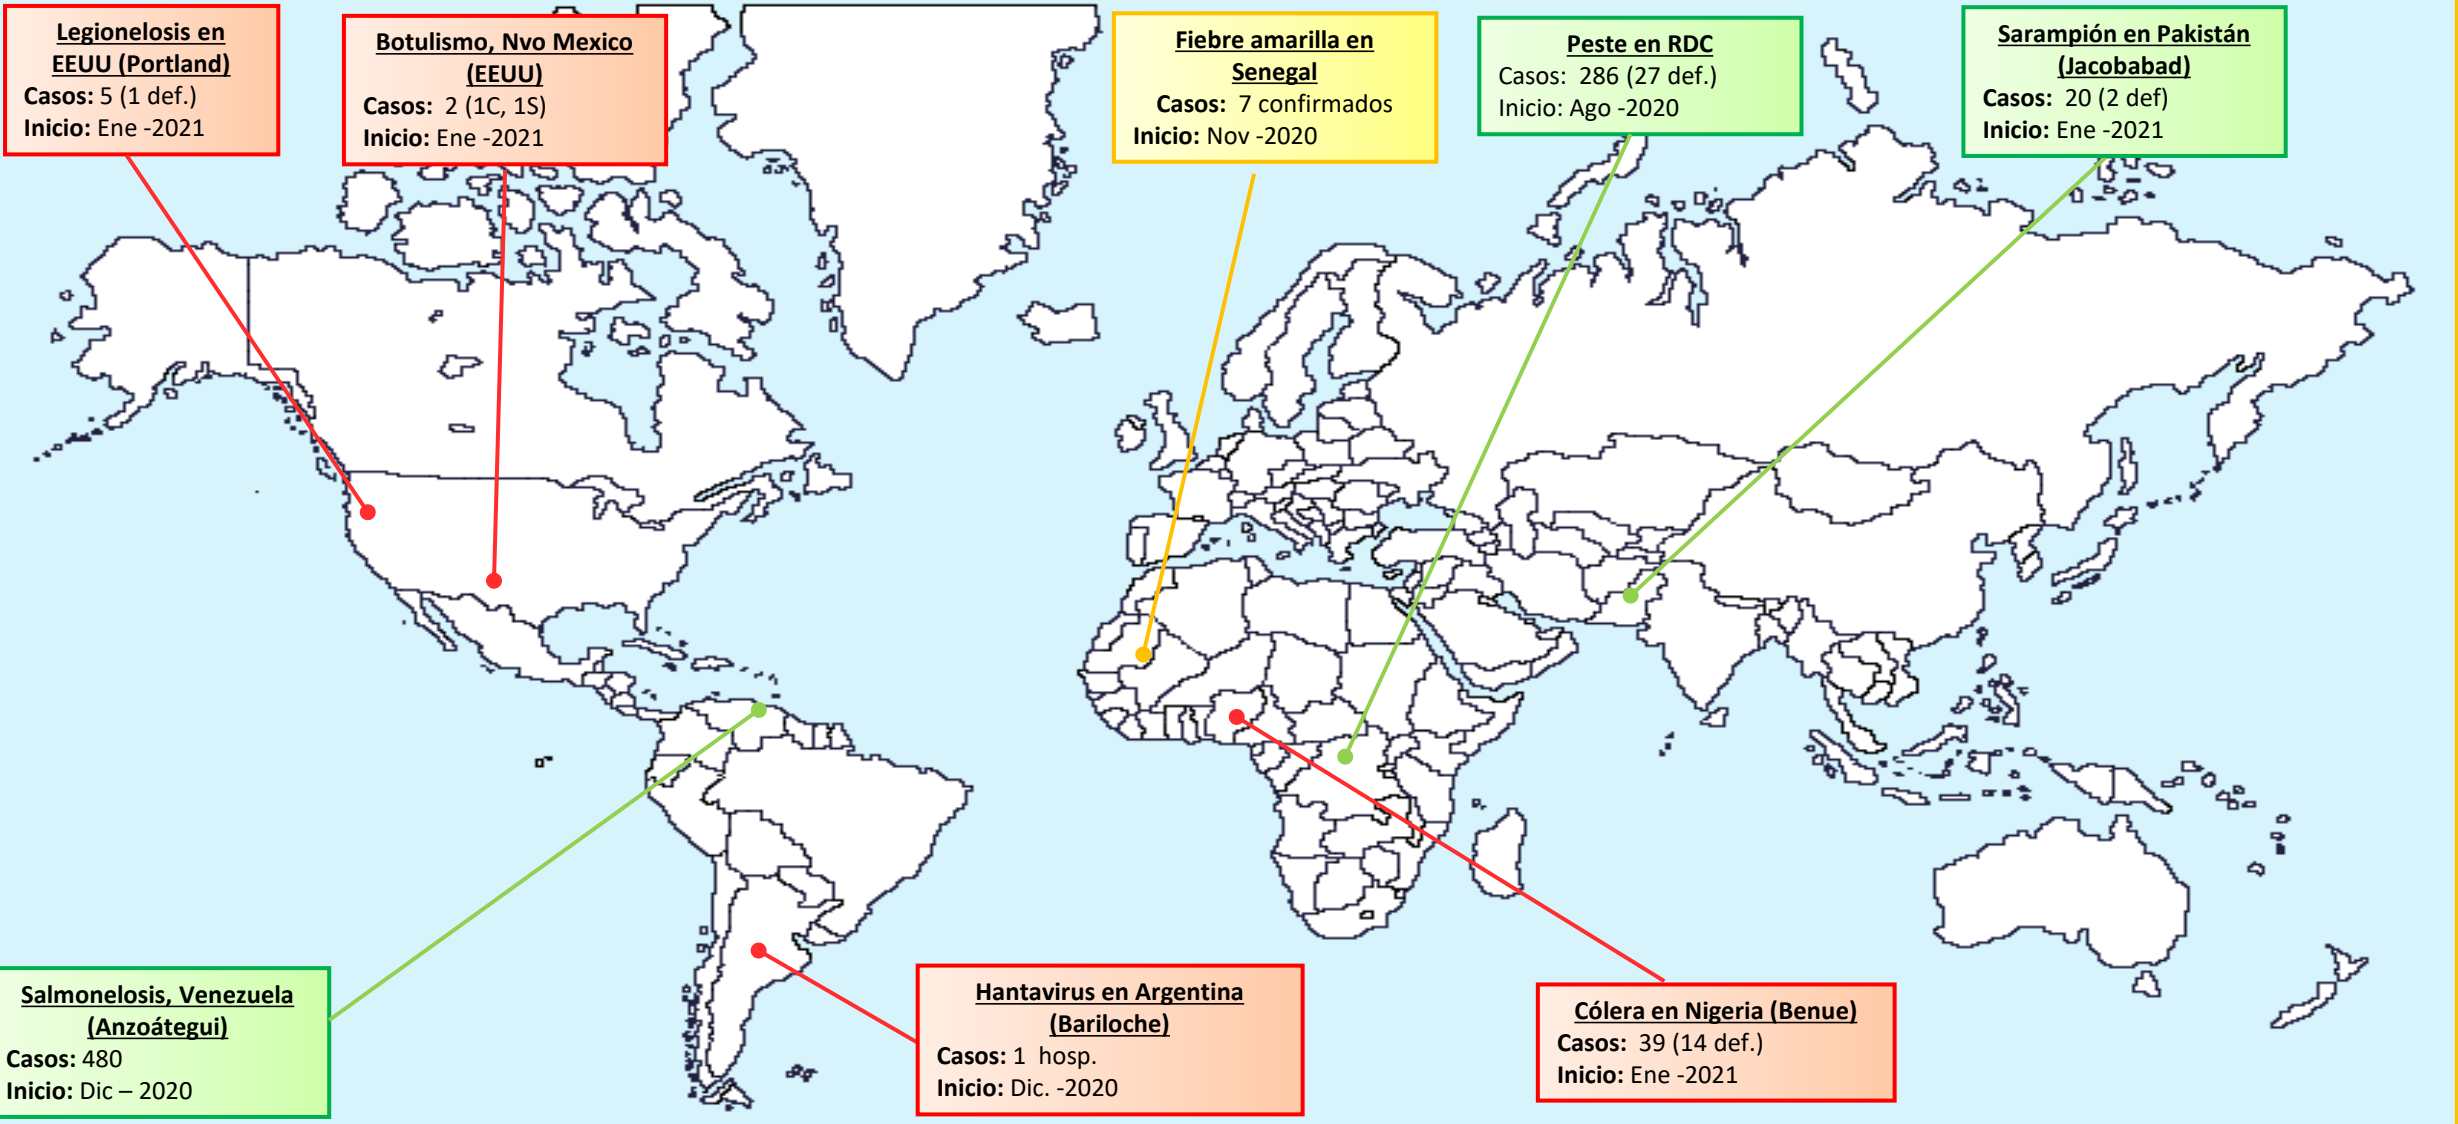 Legionelosis en
EEUU (Portland)
Casos: 5 (1 def.)
Inicio: Ene -2021
Botulismo, Nvo Mexico
(EEUU)
Casos: 2 (1C, 1S)
Inicio: Ene -2021
Fiebre amarilla en
Senegal
Casos: 7 confirmados
Inicio: Nov -2020
Peste en RDC
Casos: 286 (27 def.)
Inicio: Ago -2020
Sarampión en Pakistán
(Jacobabad)
Casos: 20 (2 def)
Inicio: Ene -2021
Salmonelosis, Venezuela
(Anzoátegui)
Casos: 480
Inicio: Dic – 2020
Hantavirus en Argentina
(Bariloche)
Casos: 1 hosp.
Inicio: Dic. -2020
Cólera en Nigeria (Benue)
Casos: 39 (14 def.)
Inicio: Ene -2021